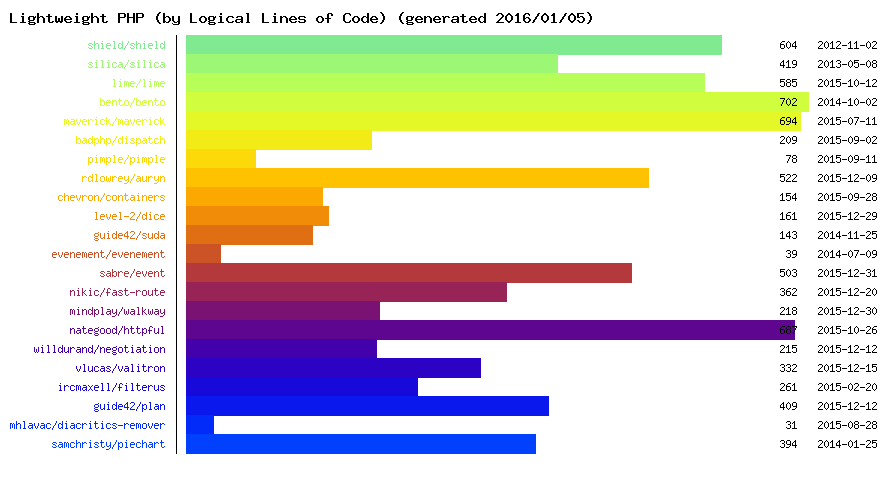 Lightweight PHP (by Logical Lines of Code) (generated 2016/01/05)
shield/shield 604 2012-11-02
silica/silica 419 2013-05-08
lime/lime 585 2015-10-12
bento/bento 702 2014-10-02
maverick/maverick 694 2015-07-11
badphp/dispatch 209 2015-09-02
pimple/pimple 78 2015-09-11
rdlowrey/auryn 522 2015-12-09
chevron/containers 154 2015-09-28
level-2/dice 161 2015-12-29
guide42/suda 143 2014-11-25
evenement/evenement 39 2014-07-09
sabre/event 503 2015-12-31
nikic/fast-route 362 2015-12-20
mindplay/walkway 218 2015-12-30
nategood/httpful 687 2015-10-26
willdurand/negotiation 215 2015-12-12
vlucas/valitron 332 2015-12-15
ircmaxell/filterus 261 2015-02-20
guide42/plan 409 2015-12-12
mhlavac/diacritics-remover 31 2015-08-28
samchristy/piechart 394 2014-01-25